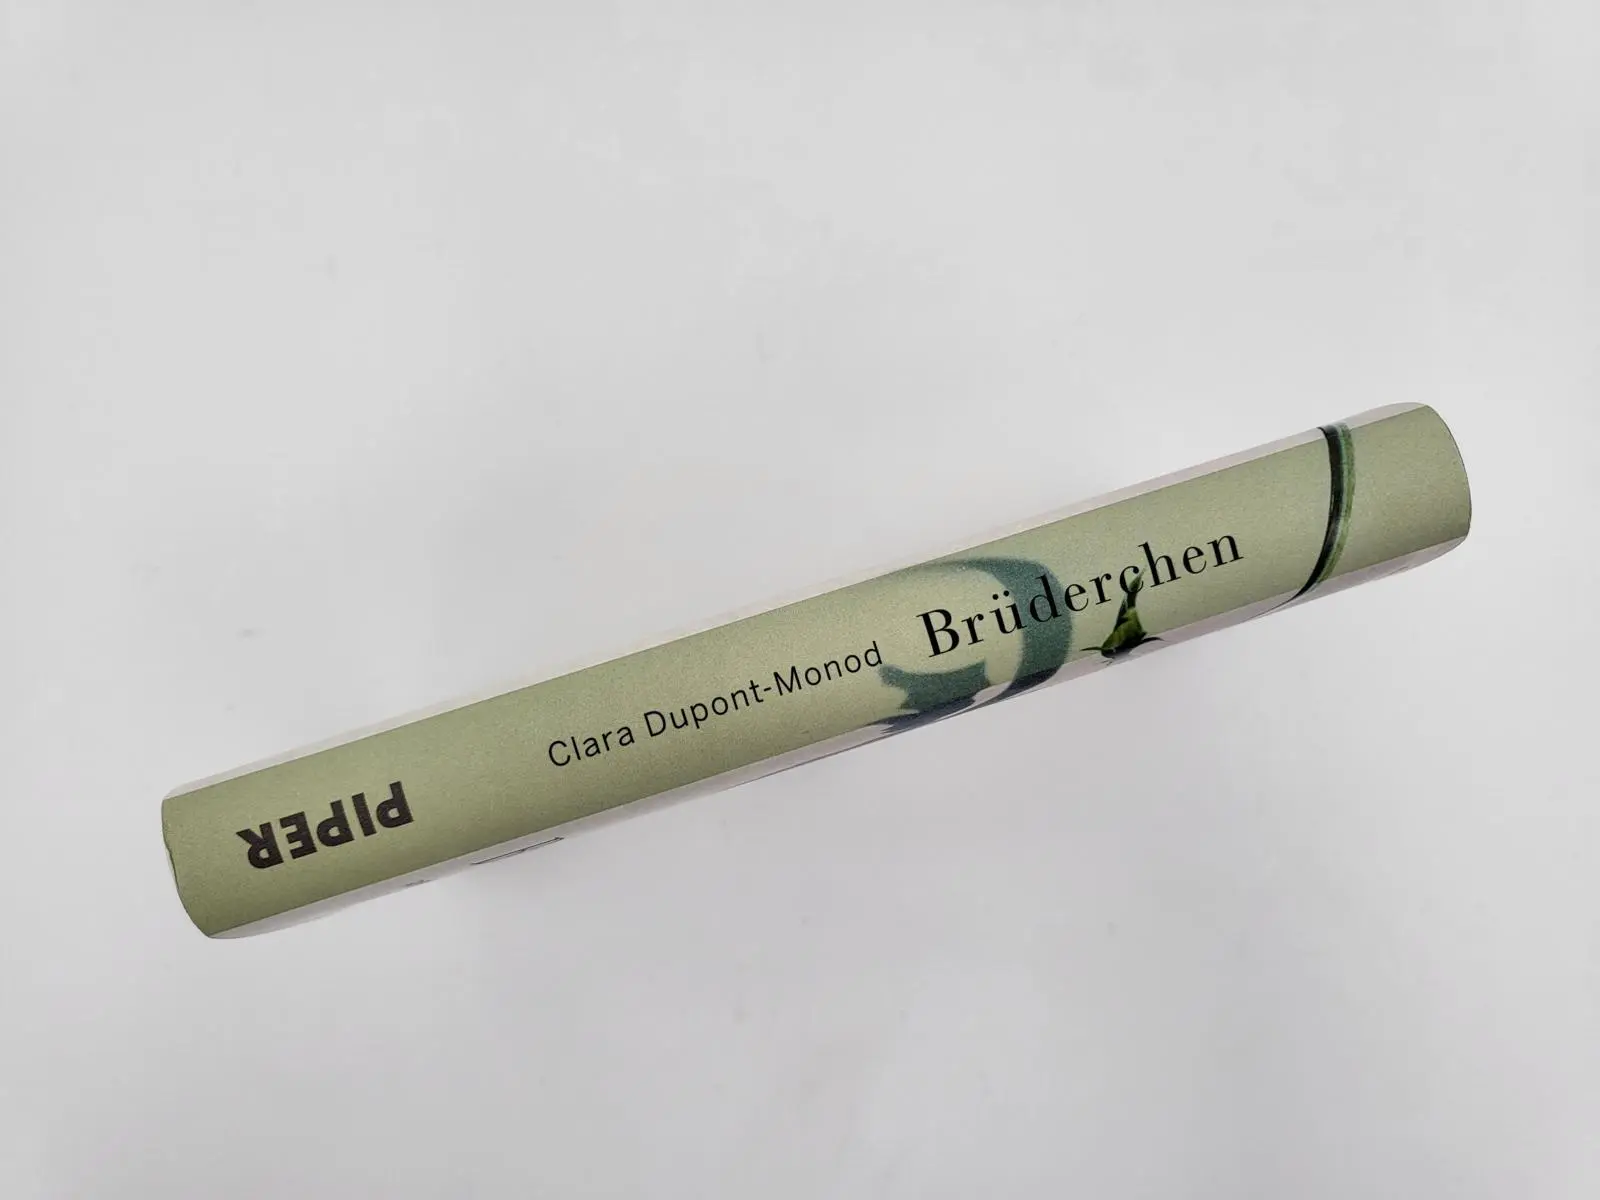 Clara Dupont-Monod Brüderchen
PIPER